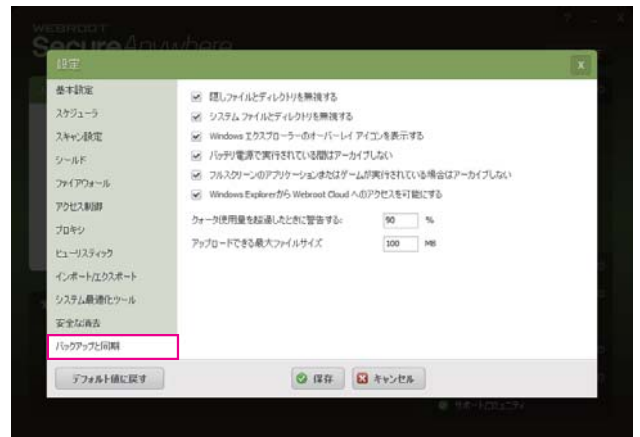 WEBROOT
SecureAnywhere
設定
基本設定
スケジューラ
スキャン設定
シールド
ファイアウォール
アクセス制御
プロキシ
ヒューリスティック
インポート/エクスポート
システム最適化ツール
安全な消去
バックアップと同期
隠しファイルとディレクトリを無視する
システム ファイルとディレクトリを無視する
Windows エクスプローラーのオーバーレイ アイコンを表示する
バッテリ電源で実行されている間はアーカイブしない
フルスクリーンのアプリケーションまたはゲームが実行されている場合はアーカイブしない
Windows Explorerから Webroot Cloud へのアクセスを可能にする
クォータ使用量を超過したときに警告する: 90 %
アップロードできる最大ファイルサイズ 100 MB
デフォルト値に戻す
保存
キャンセル
サポート/コミュニティ